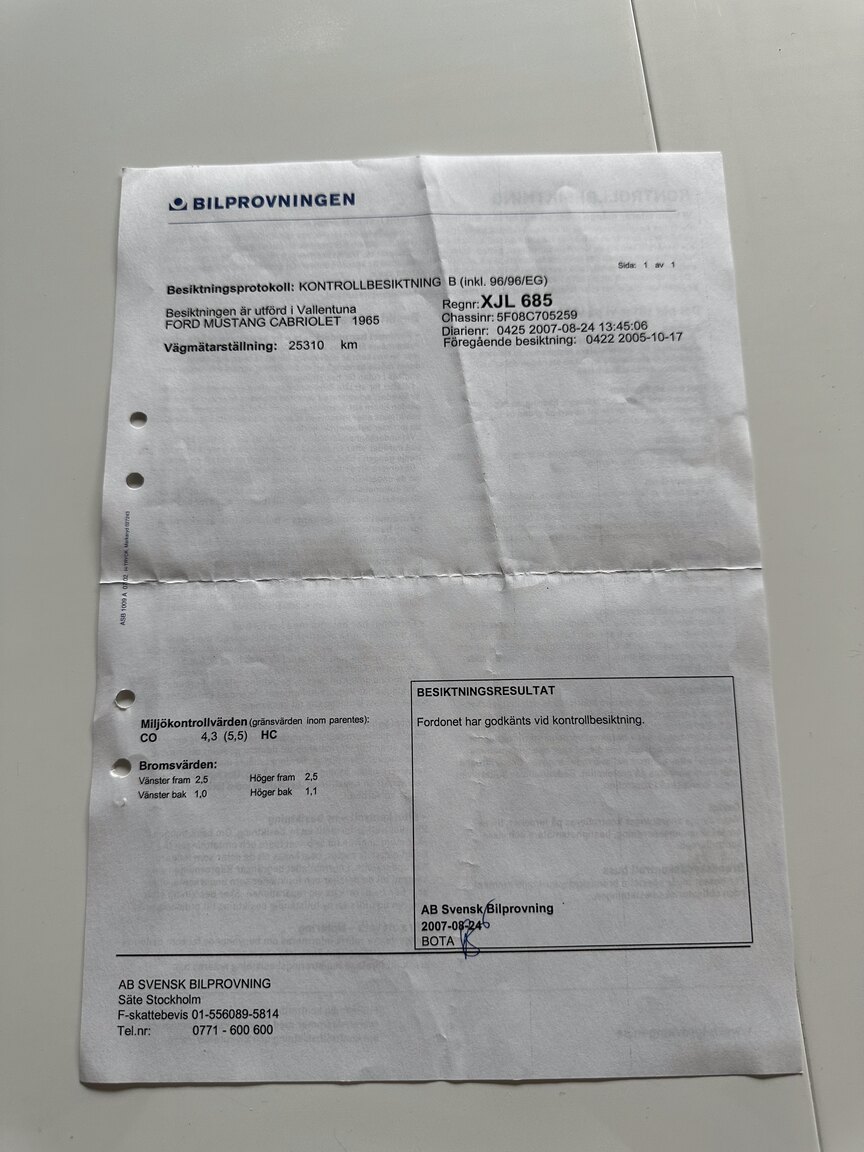 BILPROVNINGEN
Sida: 1 av 1
Besiktningsprotokoll: KONTROLLBESIKTNING B (inkl. 96/96/EG)
Besiktningen är utförd i Vallentuna
FORD MUSTANG CABRIOLET 1965
Vägmätarställning: 25310 km
Regnr: XJL 685
Chassinr: 5F08C705259
Diarienr: 0425 2007-08-24 13:45:06
Föregående besiktning: 0422 2005-10-17
Miljökontrollvärden (gränsvärden inom parentes):
CO 4,3 (5,5) HC
Bromsvärden:
Vänster fram 2,5 Höger fram 2,5
Vänster bak 1,0 Höger bak 1,1
BESIKTNINGSRESULTAT
Fordonet har godkänts vid kontrollbesiktning.
AB Svensk Bilprovning
2007-08-24
BOTA
AB SVENSK BILPROVNING
Säte Stockholm
F-skattebevis 01-556089-5814
Tel.nr: 0771 - 600 600
ASB 1009 A